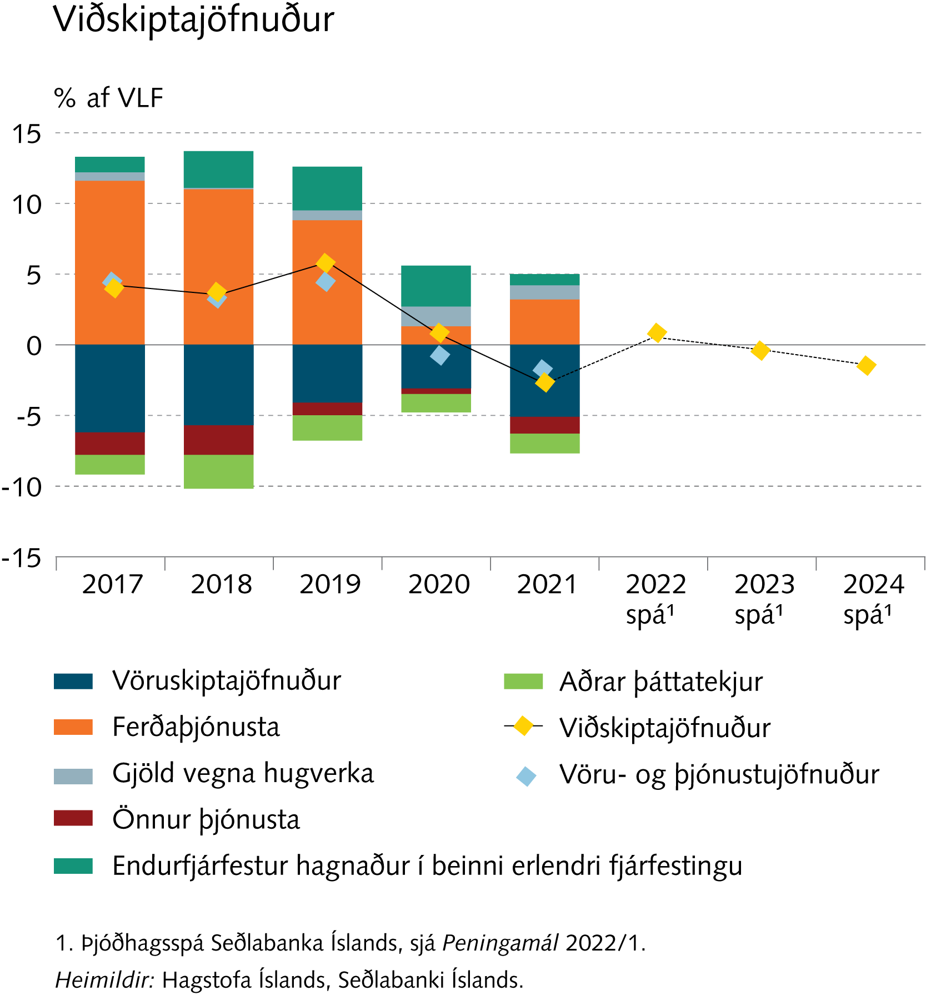 Viðskiptajöfnuður
% af VLF
15
10
5
0
-5
-10
-15
2017
2018
2019
2020
2021
2022
spá¹
2023
spá¹
2024
spá¹
Vöruskiptajöfnuður
Ferðaþjónusta
Gjöld vegna hugverka
Önnur þjónusta
Endurfjárfestur hagnaður í beinni erlendri fjárfestingu
Aðrar þáttatekjur
Viðskiptajöfnuður
Vöru- og þjónustujöfnuður
1. Þjóðhagsspá Seðlabanka Íslands, sjá Peningamál 2022/1.
Heimildir: Hagstofa Íslands, Seðlabanki Íslands.